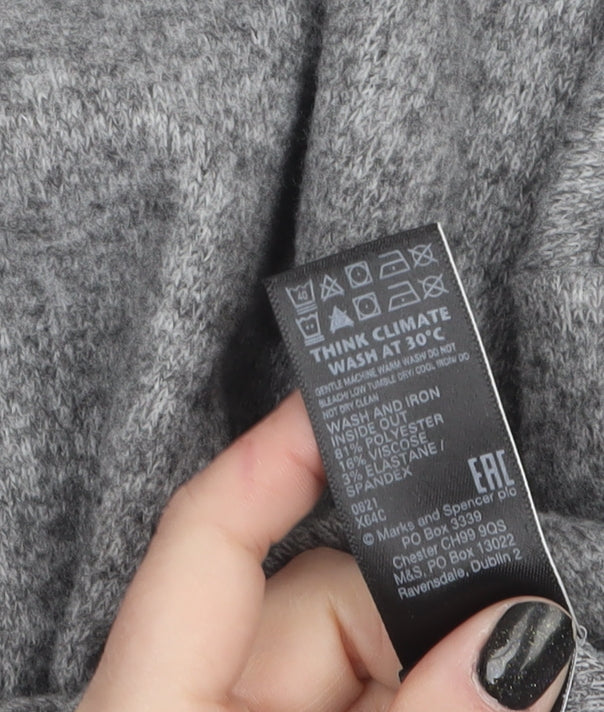 40
THINK CLIMATE
WASH AT 30°C
GENTLE MACHINE WARM WASH/ DO NOT
BLEACH/ LOW TUMBLE DRY/ COOL IRON/ DO
NOT DRY CLEAN
WASH AND IRON
INSIDE OUT
81% POLYESTER
16% VISCOSE
3% ELASTANE /
SPANDEX
0621
X64C
EAC
© Marks and Spencer plc
PO Box 3339
Chester CH99 9QS
M&S, PO Box 13022
Ravensdale, Dublin 2